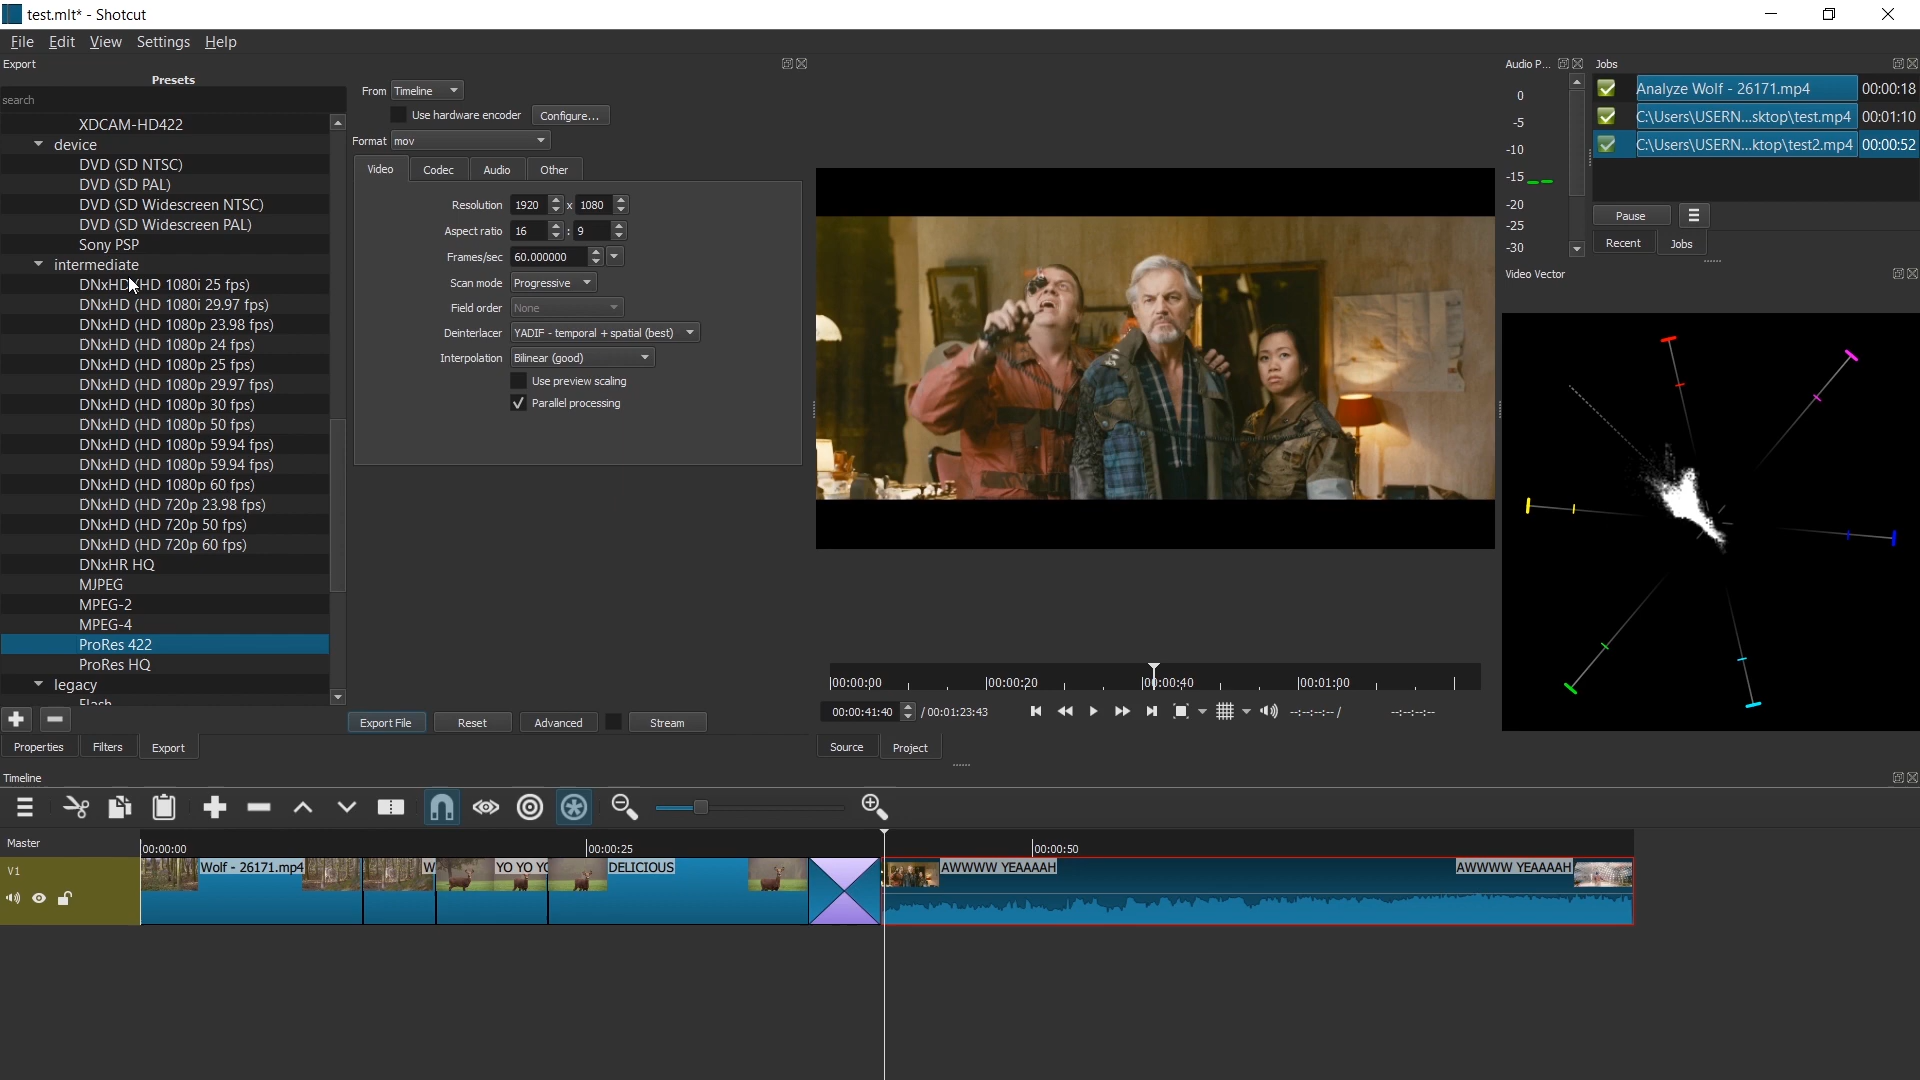 test.mlt* - Shotcut
File Edit View Settings Help
Export
Presets
search
XDCAM-HD422
device
DVD (SD NTSC)
DVD (SD PAL)
DVD (SD Widescreen NTSC)
DVD (SD Widescreen PAL)
Sony PSP
intermediate
DNxHD (HD 1080i 25 fps)
DNxHD (HD 1080i 29.97 fps)
DNxHD (HD 1080p 23.98 fps)
DNxHD (HD 1080p 24 fps)
DNxHD (HD 1080p 25 fps)
DNxHD (HD 1080p 29.97 fps)
DNxHD (HD 1080p 30 fps)
DNxHD (HD 1080p 50 fps)
DNxHD (HD 1080p 59.94 fps)
DNxHD (HD 1080p 59.94 fps)
DNxHD (HD 1080p 60 fps)
DNxHD (HD 720p 23.98 fps)
DNxHD (HD 720p 50 fps)
DNxHD (HD 720p 60 fps)
DNxHR HQ
MJPEG
MPEG-2
MPEG-4
ProRes 422
ProRes HQ
legacy
Flash
Properties Filters Export
From Timeline
Use hardware encoder Configure...
Format mov
Video Codec Audio Other
Resolution 1920 x 1080
Aspect ratio 16 : 9
Frames/sec 60.000000
Scan mode Progressive
Field order None
Deinterlacer YADIF - temporal + spatial (best)
Interpolation Bilinear (good)
Use preview scaling
Parallel processing
Export File Reset Advanced Stream
00:00:00 00:00:20 00:00:40 00:01:00
00:00:41:40 / 00:01:23:43 --:--:--:-- / --:--:--:--
Source Project
Audio P...
0
-5
-10
-15
-20
-25
-30
Jobs
Analyze Wolf - 26171.mp4 00:00:18
C:\Users\USERN...sktop\test.mp4 00:01:10
C:\Users\USERN...ktop\test2.mp4 00:00:52
Pause
Recent Jobs
Video Vector
Timeline
Master
00:00:00 00:00:25 00:00:50
V1
Wolf - 26171.mp4 W YO YO YO DELICIOUS AWWWW YEAAAAH AWWWW YEAAAAH